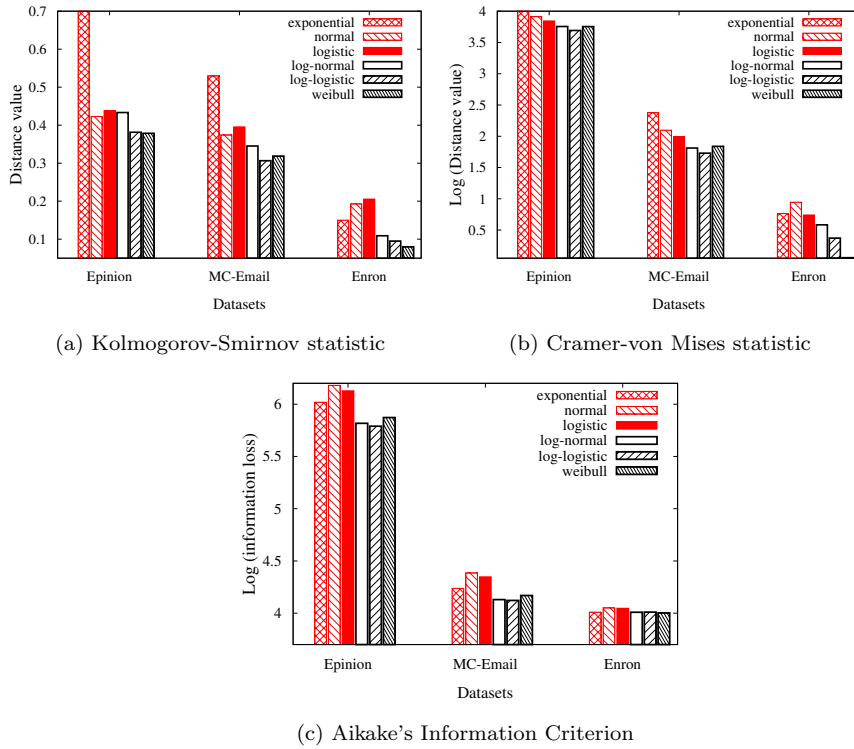 0.7
0.6
0.5
0.4
0.3
0.2
0.1
Distance value
exponential
normal
logistic
log-normal
log-logistic
weibull
Epinion MC-Email Enron
Datasets
(a) Kolmogorov-Smirnov statistic
4
3.5
3
2.5
2
1.5
1
0.5
Log (Distance value)
exponential
normal
logistic
log-normal
log-logistic
weibull
Epinion MC-Email Enron
Datasets
(b) Cramer-von Mises statistic
6
5.5
5
4.5
4
Log (information loss)
exponential
normal
logistic
log-normal
log-logistic
weibull
Epinion MC-Email Enron
Datasets
(c) Aikake's Information Criterion